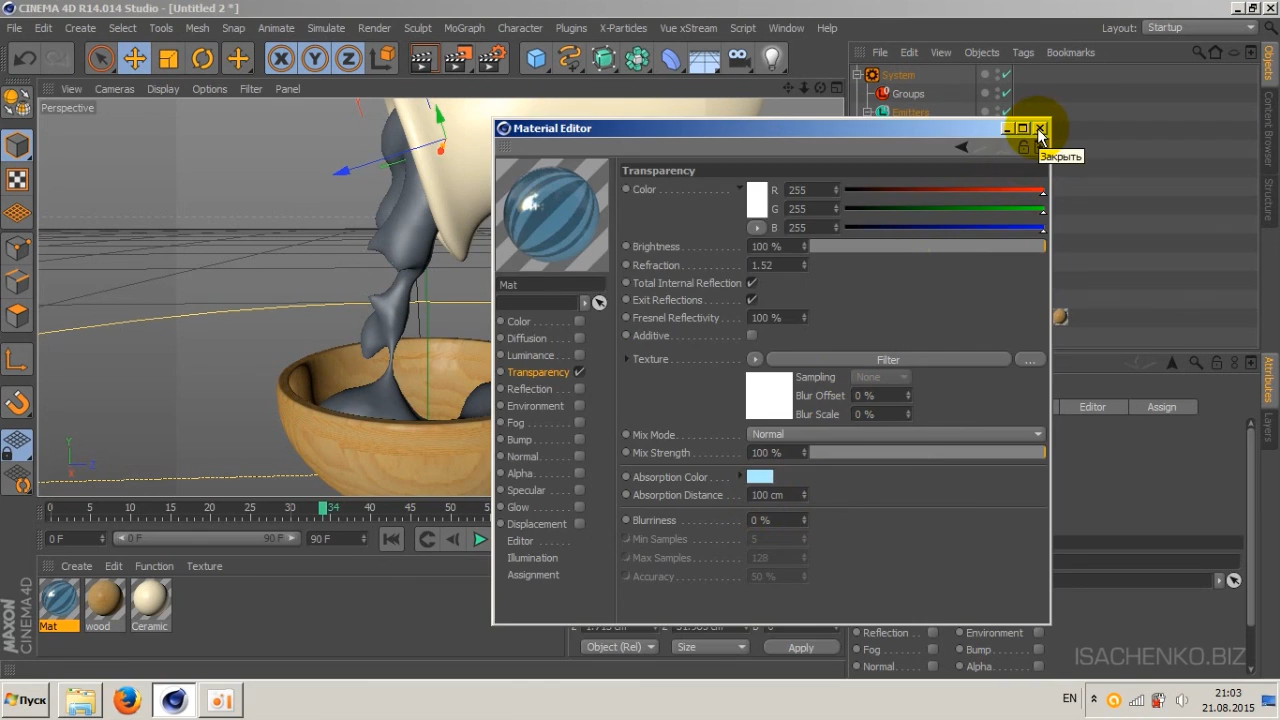 CINEMA 4D R14.014 Studio - [Untitled 2 *]
File Edit Create Select Tools Mesh Snap Animate Simulate Render Sculpt MoGraph Character Plugins X-Particles Vue xStream Script Window Help Layout: Startup
X Y Z
File Edit View Objects Tags Bookmarks
View Cameras Display Options Filter Panel
System
Perspective
Groups
Emitters
Objects
Content Browser
Structure
Material Editor
Закрыть
Transparency
Color R 255
G 255
B 255
Brightness 100 %
Refraction 1.52
Total Internal Reflection
Exit Reflections
Fresnel Reflectivity 100 %
Additive
Texture Filter ...
Sampling None
Blur Offset 0 %
Blur Scale 0 %
Mix Mode Normal
Mix Strength 100 %
Absorption Color
Absorption Distance 100 cm
Blurriness 0 %
Min Samples 5
Max Samples 128
Accuracy 50 %
Mat
Color
Diffusion
Luminance
Transparency
Reflection
Environment
Fog
Bump
Normal
Alpha
Specular
Glow
Displacement
Editor
Illumination
Assignment
Attributes
Layers
Editor Assign
Y
X Z
0 5 10 15 20 25 30 34 40 45 50
0 F 0 F 90 F 90 F
Create Edit Function Texture
Mat wood Ceramic
MAXON
CINEMA 4D
Object (Rel) Size Apply
Reflection Environment
Fog Bump
Normal Alpha
ISACHENKO.BIZ
Пуск
EN 21:03
21.08.2015